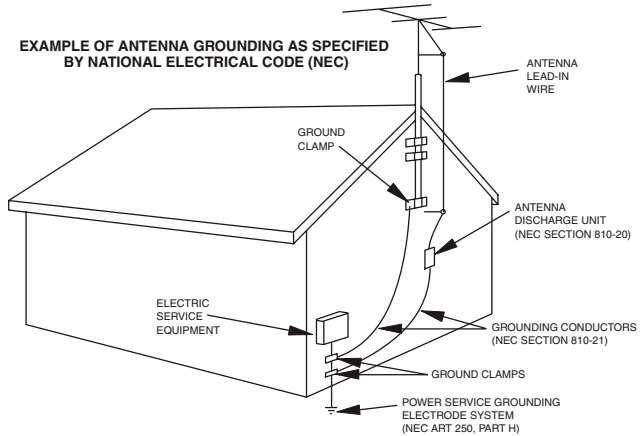 EXAMPLE OF ANTENNA GROUNDING AS SPECIFIED
BY NATIONAL ELECTRICAL CODE (NEC)
ANTENNA
LEAD-IN
WIRE
GROUND
CLAMP
ANTENNA
DISCHARGE UNIT
(NEC SECTION 810-20)
ELECTRIC
SERVICE
EQUIPMENT
GROUNDING CONDUCTORS
(NEC SECTION 810-21)
GROUND CLAMPS
POWER SERVICE GROUNDING
ELECTRODE SYSTEM
(NEC ART 250, PART H)